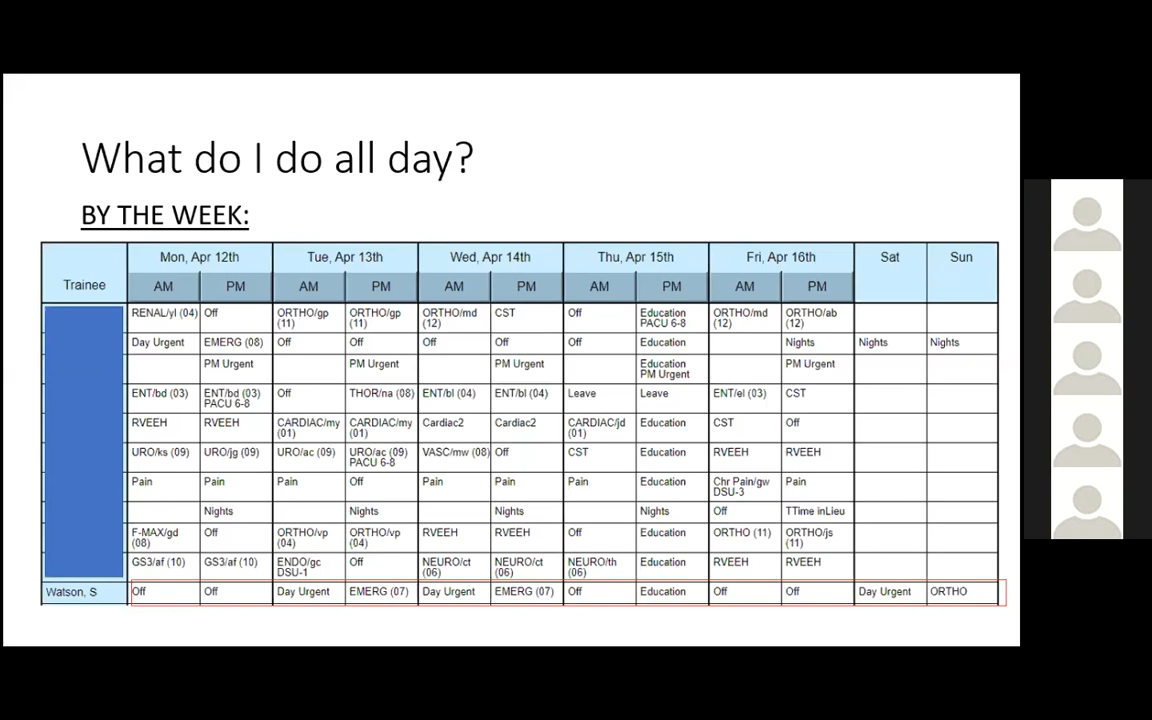 What do I do all day?
BY THE WEEK:
Trainee Mon, Apr 12th Tue, Apr 13th Wed, Apr 14th Thu, Apr 15th Fri, Apr 16th Sat Sun
AM PM AM PM AM PM AM PM AM PM
RENAL/yl (04) Off ORTHO/gp (11) ORTHO/gp (11) ORTHO/md (12) CST Off Education PACU 6-8 ORTHO/md (12) ORTHO/ab (12)
Day Urgent EMERG (08) Off Off Off Off Off Education Nights Nights Nights
PM Urgent PM Urgent PM Urgent Education PM Urgent PM Urgent
ENT/bd (03) ENT/bd (03) PACU 6-8 Off THOR/na (08) ENT/bl (04) ENT/bl (04) Leave Leave ENT/el (03) CST
RVEEH RVEEH CARDIAC/my (01) CARDIAC/my (01) Cardiac2 Cardiac2 CARDIAC/jd (01) Education CST Off
URO/ks (09) URO/jg (09) URO/ac (09) URO/ac (09) PACU 6-8 VASC/mw (08) Off CST Education RVEEH RVEEH
Pain Pain Pain Off Pain Pain Pain Education Chr Pain/gw DSU-3 Pain
Nights Nights Nights Nights Off TTime inLieu
F-MAX/gd (08) Off ORTHO/vp (04) ORTHO/vp (04) RVEEH RVEEH Off Education ORTHO (11) ORTHO/js (11)
GS3/af (10) GS3/af (10) ENDO/gc DSU-1 Off NEURO/ct (06) NEURO/ct (06) NEURO/th (06) Education RVEEH RVEEH
Watson, S Off Off Day Urgent EMERG (07) Day Urgent EMERG (07) Off Education Off Off Day Urgent ORTHO